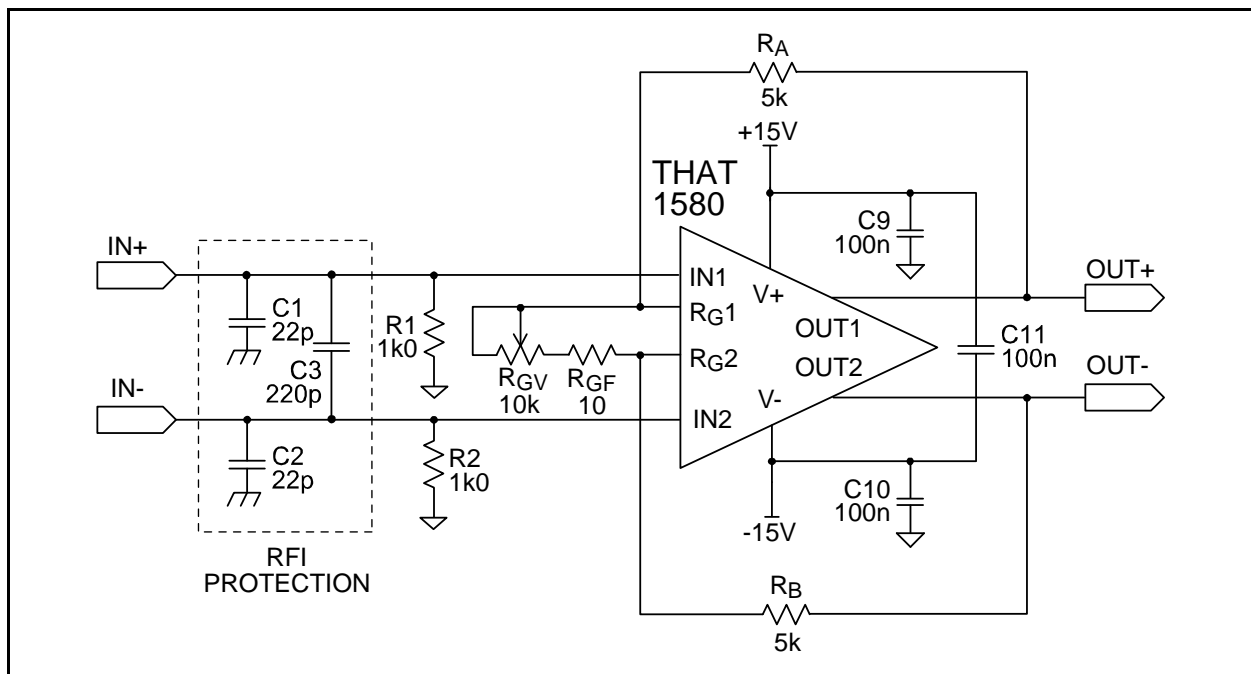 RA
5k
+15V
THAT
1580
C9
100n
IN+
OUT+
IN1
V+
C1
22p
R1
1k0
RG1
OUT1
C11
100n
C3
220p
RGV
10k
RGF
10
RG2
OUT2
OUT-
IN-
V-
IN2
C2
22p
R2
1k0
C10
100n
-15V
RFI
PROTECTION
RB
5k